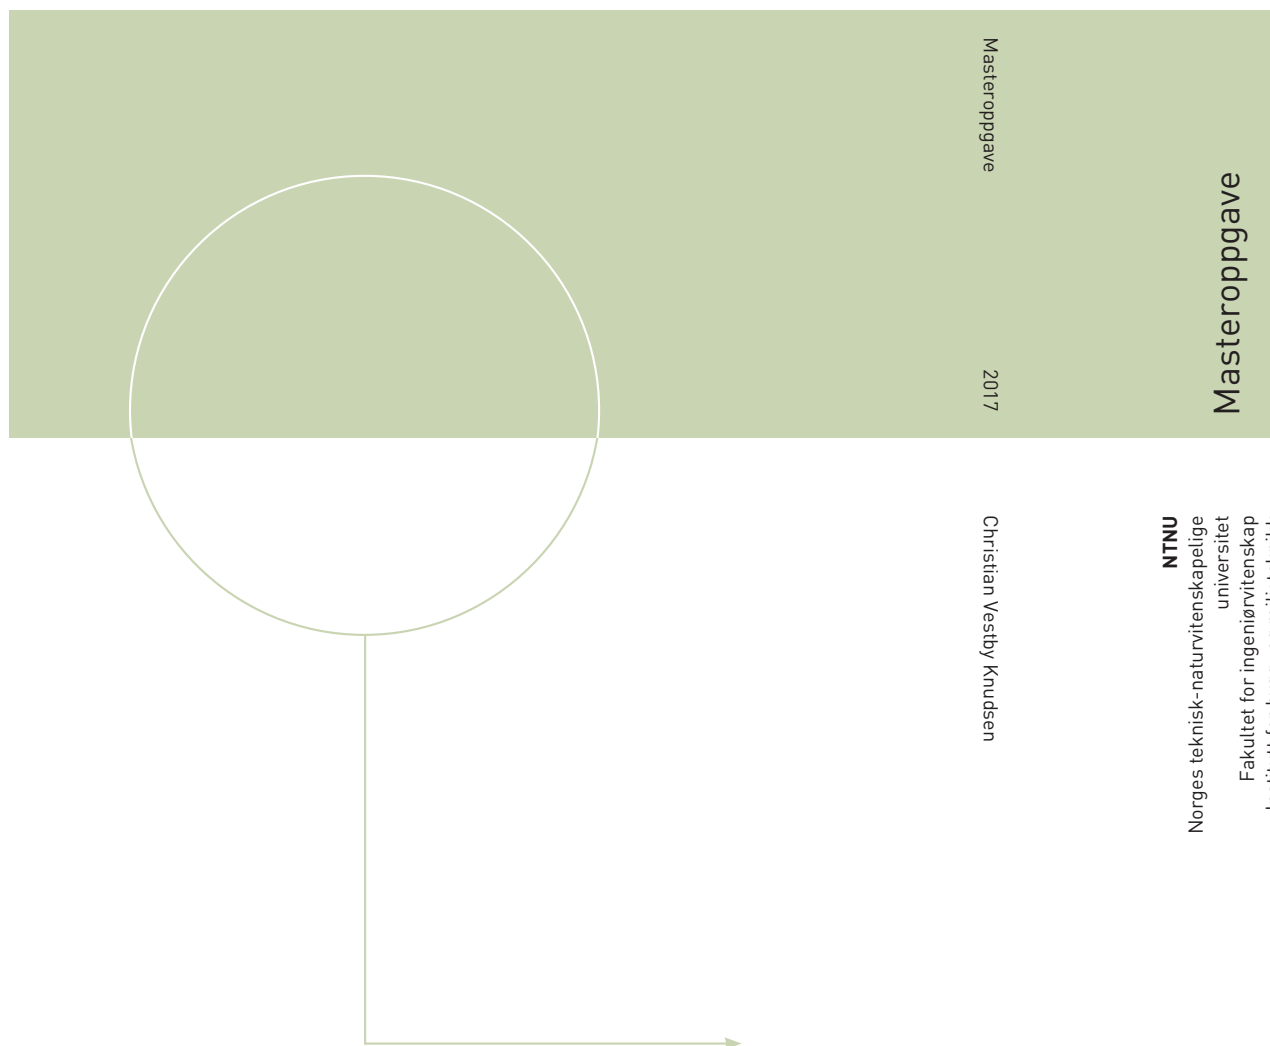 Masteroppgave
2017
Christian Vestby Knudsen
Masteroppgave
NTNU
Norges teknisk-naturvitenskapelige
universitet
Fakultet for ingeniørvitenskap